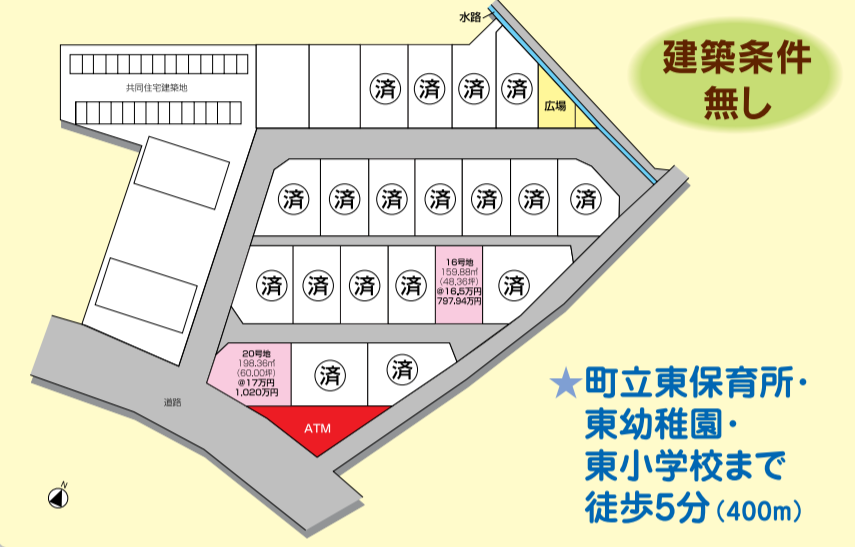 水路
建築条件
無し
共同住宅建築地
済 済 済 済
広場
済 済 済 済 済 済 済
済 済 済 済
16号地
159.88㎡
(48.36坪)
@16.5万円
797.94万円
済
20号地
198.36㎡
(60.00坪)
@17万円
1,020万円
済 済
道路
ATM
★町立東保育所・
東幼稚園・
東小学校まで
徒歩5分(400m)
N